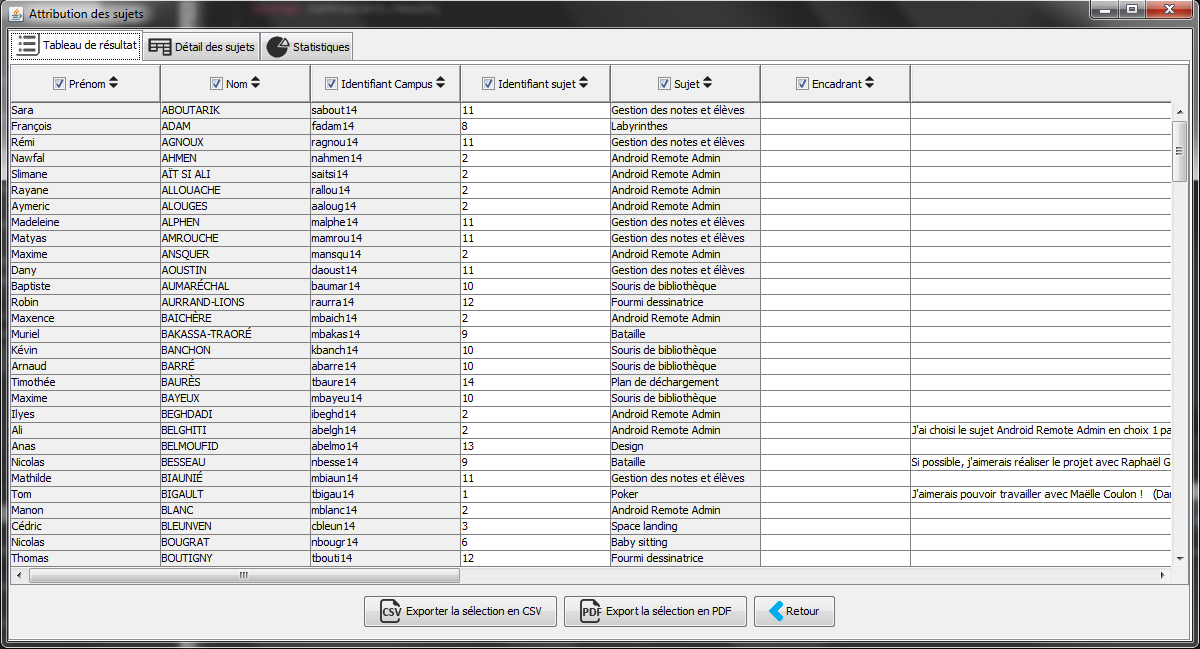 Attribution des sujets
Tableau de résultat Détail des sujets Statistiques
Prénom Nom Identifiant Campus Identifiant sujet Sujet Encadrant
Sara ABOUTARIK sabout14 11 Gestion des notes et élèves
François ADAM fadam14 8 Labyrinthes
Rémi AGNOUX ragnou14 11 Gestion des notes et élèves
Nawfal AHMEN nahmen14 2 Android Remote Admin
Slimane AÏT SI ALI saitsi14 2 Android Remote Admin
Rayane ALLOUACHE rallou14 2 Android Remote Admin
Aymeric ALOUGES aaloug14 2 Android Remote Admin
Madeleine ALPHEN malphe14 11 Gestion des notes et élèves
Matyas AMROUCHE mamrou14 11 Gestion des notes et élèves
Maxime ANSQUER mansqu14 2 Android Remote Admin
Dany AOUSTIN daoust14 11 Gestion des notes et élèves
Baptiste AUMARÉCHAL baumar14 10 Souris de bibliothèque
Robin AURRAND-LIONS raurra14 12 Fourmi dessinatrice
Maxence BAICHÈRE mbaich14 2 Android Remote Admin
Muriel BAKASSA-TRAORÉ mbakas14 9 Bataille
Kévin BANCHON kbanch14 10 Souris de bibliothèque
Arnaud BARRÉ abarre14 10 Souris de bibliothèque
Timothée BAURÈS tbaure14 14 Plan de déchargement
Maxime BAYEUX mbayeu14 10 Souris de bibliothèque
Ilyes BEGHDADI ibeghd14 2 Android Remote Admin
Ali BELGHITI abelgh14 2 Android Remote Admin J'ai choisi le sujet Android Remote Admin en choix 1 pa
Anas BELMOUFID abelmo14 13 Design
Nicolas BESSEAU nbesse14 9 Bataille Si possible, j'aimerais réaliser le projet avec Raphaël G
Mathilde BIAUNIÉ mbiaun14 11 Gestion des notes et élèves
Tom BIGAULT tbigau14 1 Poker J'aimerais pouvoir travailler avec Maëlle Coulon ! (Dan
Manon BLANC mblanc14 2 Android Remote Admin
Cédric BLEUNVEN cbleun14 3 Space landing
Nicolas BOUGRAT nbougr14 6 Baby sitting
Thomas BOUTIGNY tbouti14 12 Fourmi dessinatrice
CSV Exporter la sélection en CSV PDF Export la sélection en PDF Retour